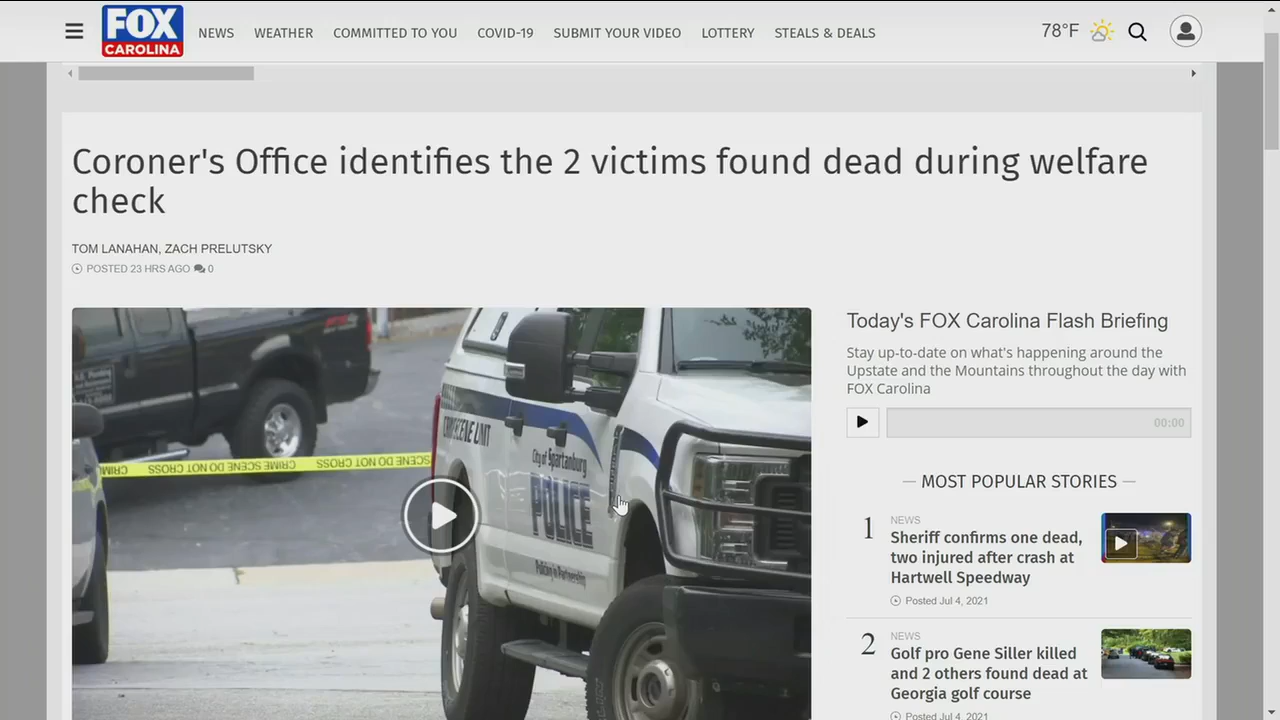 FOX
CAROLINA
NEWS
WEATHER
COMMITTED TO YOU
COVID-19
SUBMIT YOUR VIDEO
LOTTERY
STEALS & DEALS
78°F
Coroner's Office identifies the 2 victims found dead during welfare
check
TOM LANAHAN, ZACH PRELUTSKY
POSTED 23 HRS AGO 0
CRIME SCENE DO NOT CROSS
SCENE DO NOT CROSS
SCENE UNIT
City of Spartanburg
POLICE
Policing in Partnership
Today's FOX Carolina Flash Briefing
Stay up-to-date on what's happening around the
Upstate and the Mountains throughout the day with
FOX Carolina
00:00
— MOST POPULAR STORIES —
1
NEWS
Sheriff confirms one dead,
two injured after crash at
Hartwell Speedway
Posted Jul 4, 2021
2
NEWS
Golf pro Gene Siller killed
and 2 others found dead at
Georgia golf course
Posted Jul 4, 2021